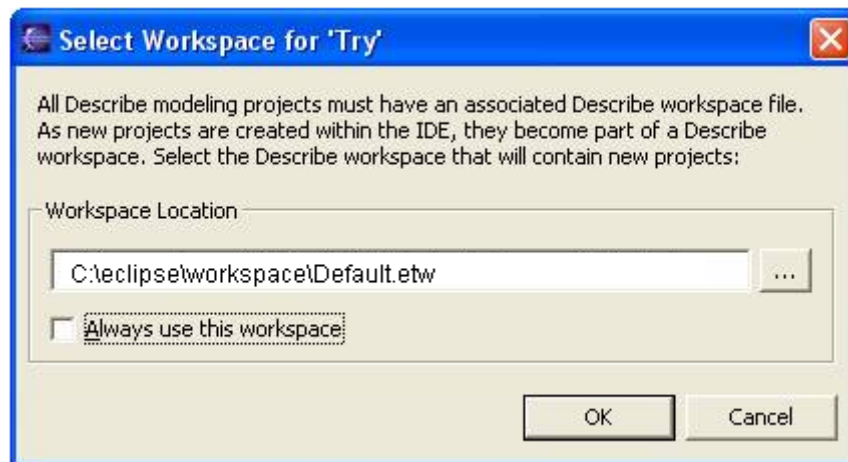 Select Workspace for 'Try'
All Describe modeling projects must have an associated Describe workspace file.
As new projects are created within the IDE, they become part of a Describe
workspace. Select the Describe workspace that will contain new projects:
Workspace Location
C:\eclipse\workspace\Default.etw
...
Always use this workspace
OK
Cancel